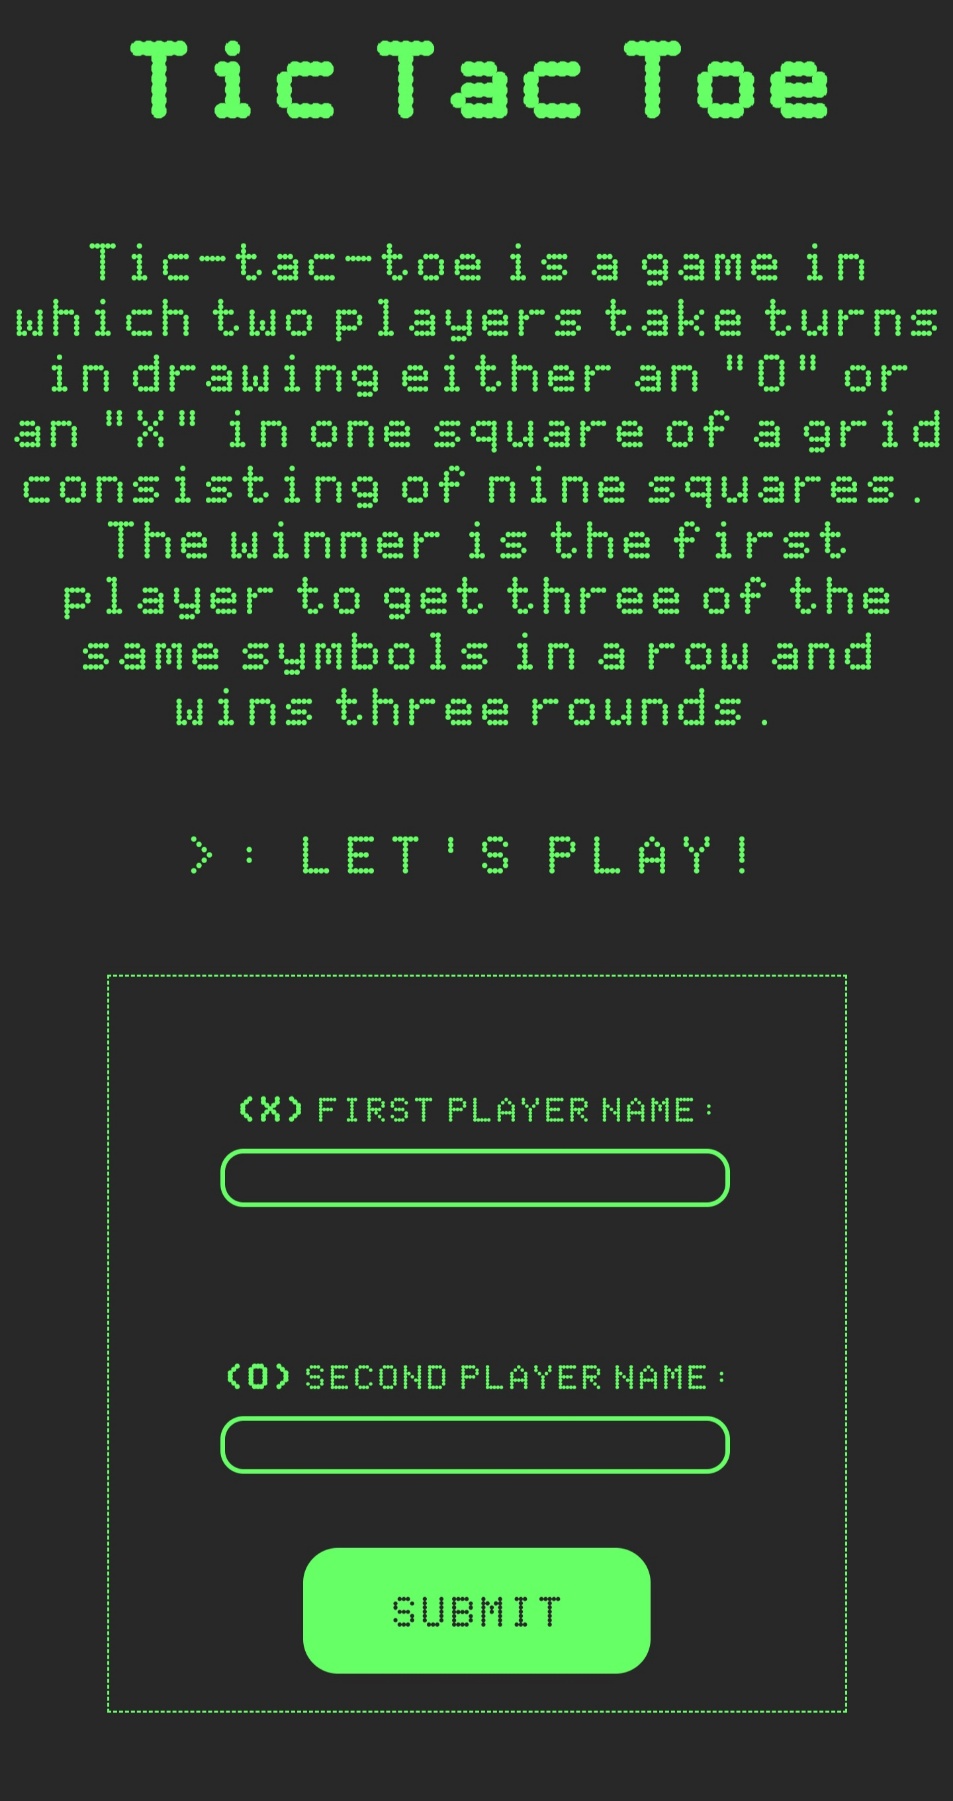 Tic Tac Toe
Tic-tac-toe is a game in
which two players take turns
in drawing either an "O" or
an "X" in one square of a grid
consisting of nine squares.
The winner is the first
player to get three of the
same symbols in a row and
wins three rounds.
>: LET'S PLAY!
(X) FIRST PLAYER NAME:
(O) SECOND PLAYER NAME:
SUBMIT